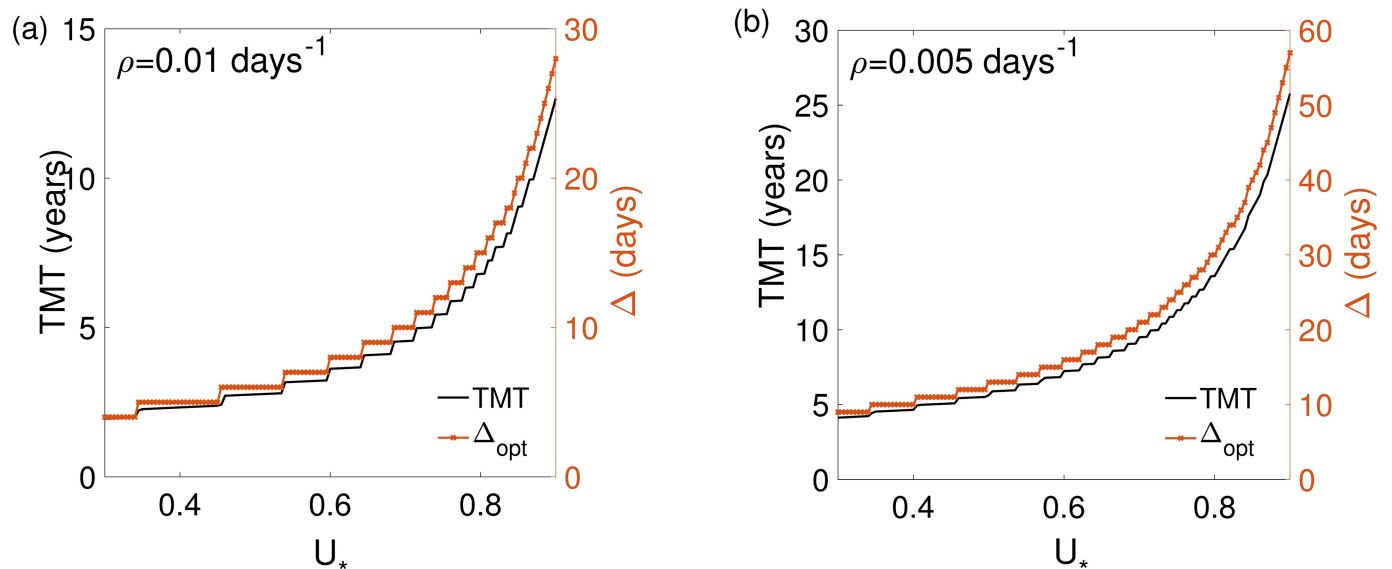 (a)
ρ=0.01 days⁻¹
TMT (years)
15
10
5
0
30
20
10
0
Δ (days)
TMT
Δopt
0.4 0.6 0.8
U*
(b)
ρ=0.005 days⁻¹
TMT (years)
30
25
20
15
10
5
0
60
50
40
30
20
10
0
Δ (days)
TMT
Δopt
0.4 0.6 0.8
U*